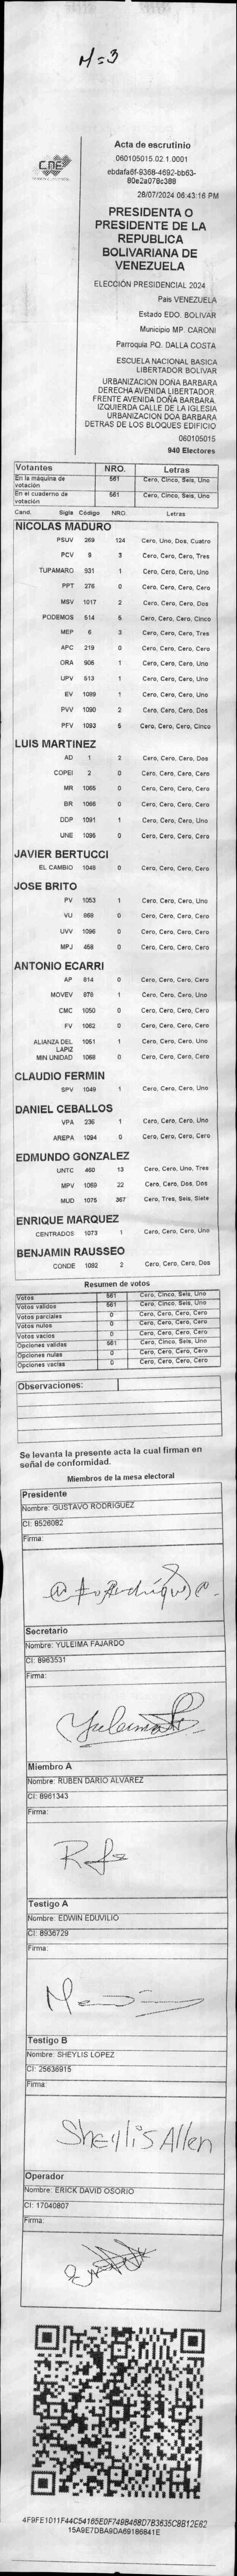 M=3
CNE
Acta de escrutinio
.060105015.02.1.0001
ebdafa6f-9368-4692-bb63-
80e2a078c388
28/07/2024 06:43:16 PM
PRESIDENTA O
PRESIDENTE DE LA
REPUBLICA
BOLIVARIANA DE
VENEZUELA
ELECCIÓN PRESIDENCIAL 2024
País VENEZUELA
Estado EDO. BOLIVAR
Municipio MP. CARONI
Parroquia PQ. DALLA COSTA
ESCUELA NACIONAL BASICA
LIBERTADOR BOLIVAR
URBANIZACION DOÑA BARBARA
DERECHA AVENIDA LIBERTADOR.
FRENTE AVENIDA DOÑA BARBARA.
IZQUIERDA CALLE DE LA IGLESIA
URBANIZACION DOA BARBARA
DETRAS DE LOS BLOQUES EDIFICIO
060105015
940 Electores
Votantes NRO. Letras
En la máquina de votación 561 Cero, Cinco, Seis, Uno
En el cuaderno de votación 561 Cero, Cinco, Seis, Uno
Cand. Sigla Código NRO. Letras
NICOLAS MADURO
PSUV 269 124 Cero, Uno, Dos, Cuatro
PCV 9 3 Cero, Cero, Cero, Tres
TUPAMARO 931 1 Cero, Cero, Cero, Uno
PPT 276 0 Cero, Cero, Cero, Cero
MSV 1017 2 Cero, Cero, Cero, Dos
PODEMOS 514 5 Cero, Cero, Cero, Cinco
MEP 6 3 Cero, Cero, Cero, Tres
APC 219 0 Cero, Cero, Cero, Cero
ORA 906 1 Cero, Cero, Cero, Uno
UPV 613 1 Cero, Cero, Cero, Uno
EV 1089 1 Cero, Cero, Cero, Uno
PVV 1090 2 Cero, Cero, Cero, Dos
PFV 1093 5 Cero, Cero, Cero, Cinco
LUIS MARTINEZ
AD 1 2 Cero, Cero, Cero, Dos
COPEI 2 0 Cero, Cero, Cero, Cero
MR 1065 0 Cero, Cero, Cero, Cero
BR 1066 0 Cero, Cero, Cero, Cero
DDP 1091 1 Cero, Cero, Cero, Uno
UNE 1095 0 Cero, Cero, Cero, Cero
JAVIER BERTUCCI
EL CAMBIO 1048 0 Cero, Cero, Cero, Cero
JOSE BRITO
PV 1053 1 Cero, Cero, Cero, Uno
VU 868 0 Cero, Cero, Cero, Cero
UVV 1096 0 Cero, Cero, Cero, Cero
MPJ 458 0 Cero, Cero, Cero, Cero
ANTONIO ECARRI
AP 814 0 Cero, Cero, Cero, Cero
MOVEV 878 1 Cero, Cero, Cero, Uno
CMC 1050 0 Cero, Cero, Cero, Cero
FV 1062 0 Cero, Cero, Cero, Cero
ALIANZA DEL LAPIZ 1051 1 Cero, Cero, Cero, Uno
MIN UNIDAD 1068 0 Cero, Cero, Cero, Cero
CLAUDIO FERMIN
SPV 1049 1 Cero, Cero, Cero, Uno
DANIEL CEBALLOS
VPA 236 1 Cero, Cero, Cero, Uno
AREPA 1094 0 Cero, Cero, Cero, Cero
EDMUNDO GONZALEZ
UNTC 460 13 Cero, Cero, Uno, Tres
MPV 1069 22 Cero, Cero, Dos, Dos
MUD 1075 367 Cero, Tres, Seis, Siete
ENRIQUE MARQUEZ
CENTRADOS 1073 1 Cero, Cero, Cero, Uno
BENJAMIN RAUSSEO
CONDE 1092 2 Cero, Cero, Cero, Dos
Resumen de votos
Votos 561 Cero, Cinco, Seis, Uno
Votos validos 561 Cero, Cinco, Seis, Uno
Votos parciales 0 Cero, Cero, Cero, Cero
Votos nulos 0 Cero, Cero, Cero, Cero
Votos vacios 0 Cero, Cero, Cero, Cero
Opciones validas 561 Cero, Cinco, Seis, Uno
Opciones nulas 0 Cero, Cero, Cero, Cero
Opciones vacias 0 Cero, Cero, Cero, Cero
Observaciones:
Se levanta la presente acta la cual firman en
señal de conformidad.
Miembros de la mesa electoral
Presidente
Nombre: GUSTAVO RODRIGUEZ
CI: 8526082
Firma:
Secretario
Nombre: YULEIMA FAJARDO
CI: 8963531
Firma:
Yuleima
Miembro A
Nombre: RUBEN DARIO ALVAREZ
CI: 8961343
Firma:
Testigo A
Nombre: EDWIN EDUVILIO
CI: 8936729
Firma:
Testigo B
Nombre: SHEYLIS LOPEZ
CI: 25636915
Firma:
Sheylis Allen
Operador
Nombre: ERICK DAVID OSORIO
CI: 17040807
Firma:
4F9FE1011F44C54165E0F749B468D7B3635C8B12E62
15A9E7DBA9DA69186841E